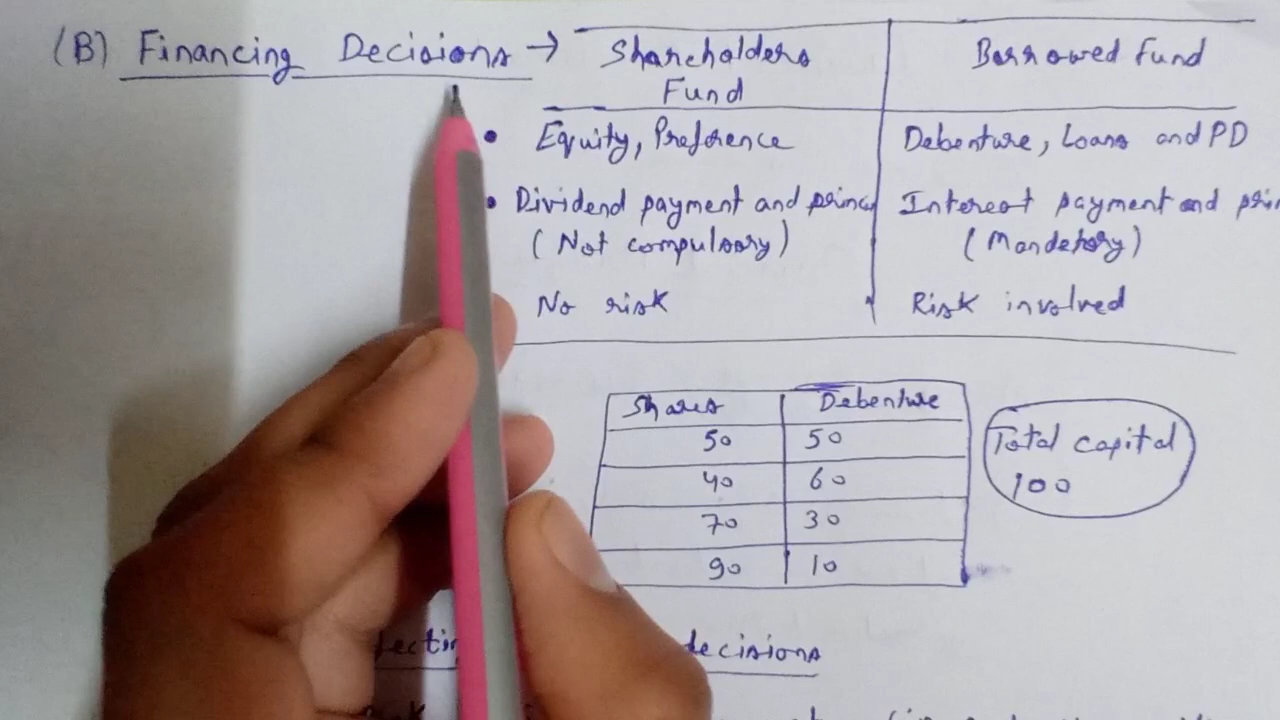 (B) Financing Decisions → Shareholders Fund | Borrowed Fund
• Equity, Preference | Debenture, Loans and PD
• Dividend payment and princ | Interest payment and prin
(Not compulsory) | (Mandetory)
No risk | Risk involved
Shares | Debenture
50 | 50
40 | 60
70 | 30
90 | 10
Total capital
100
decisions